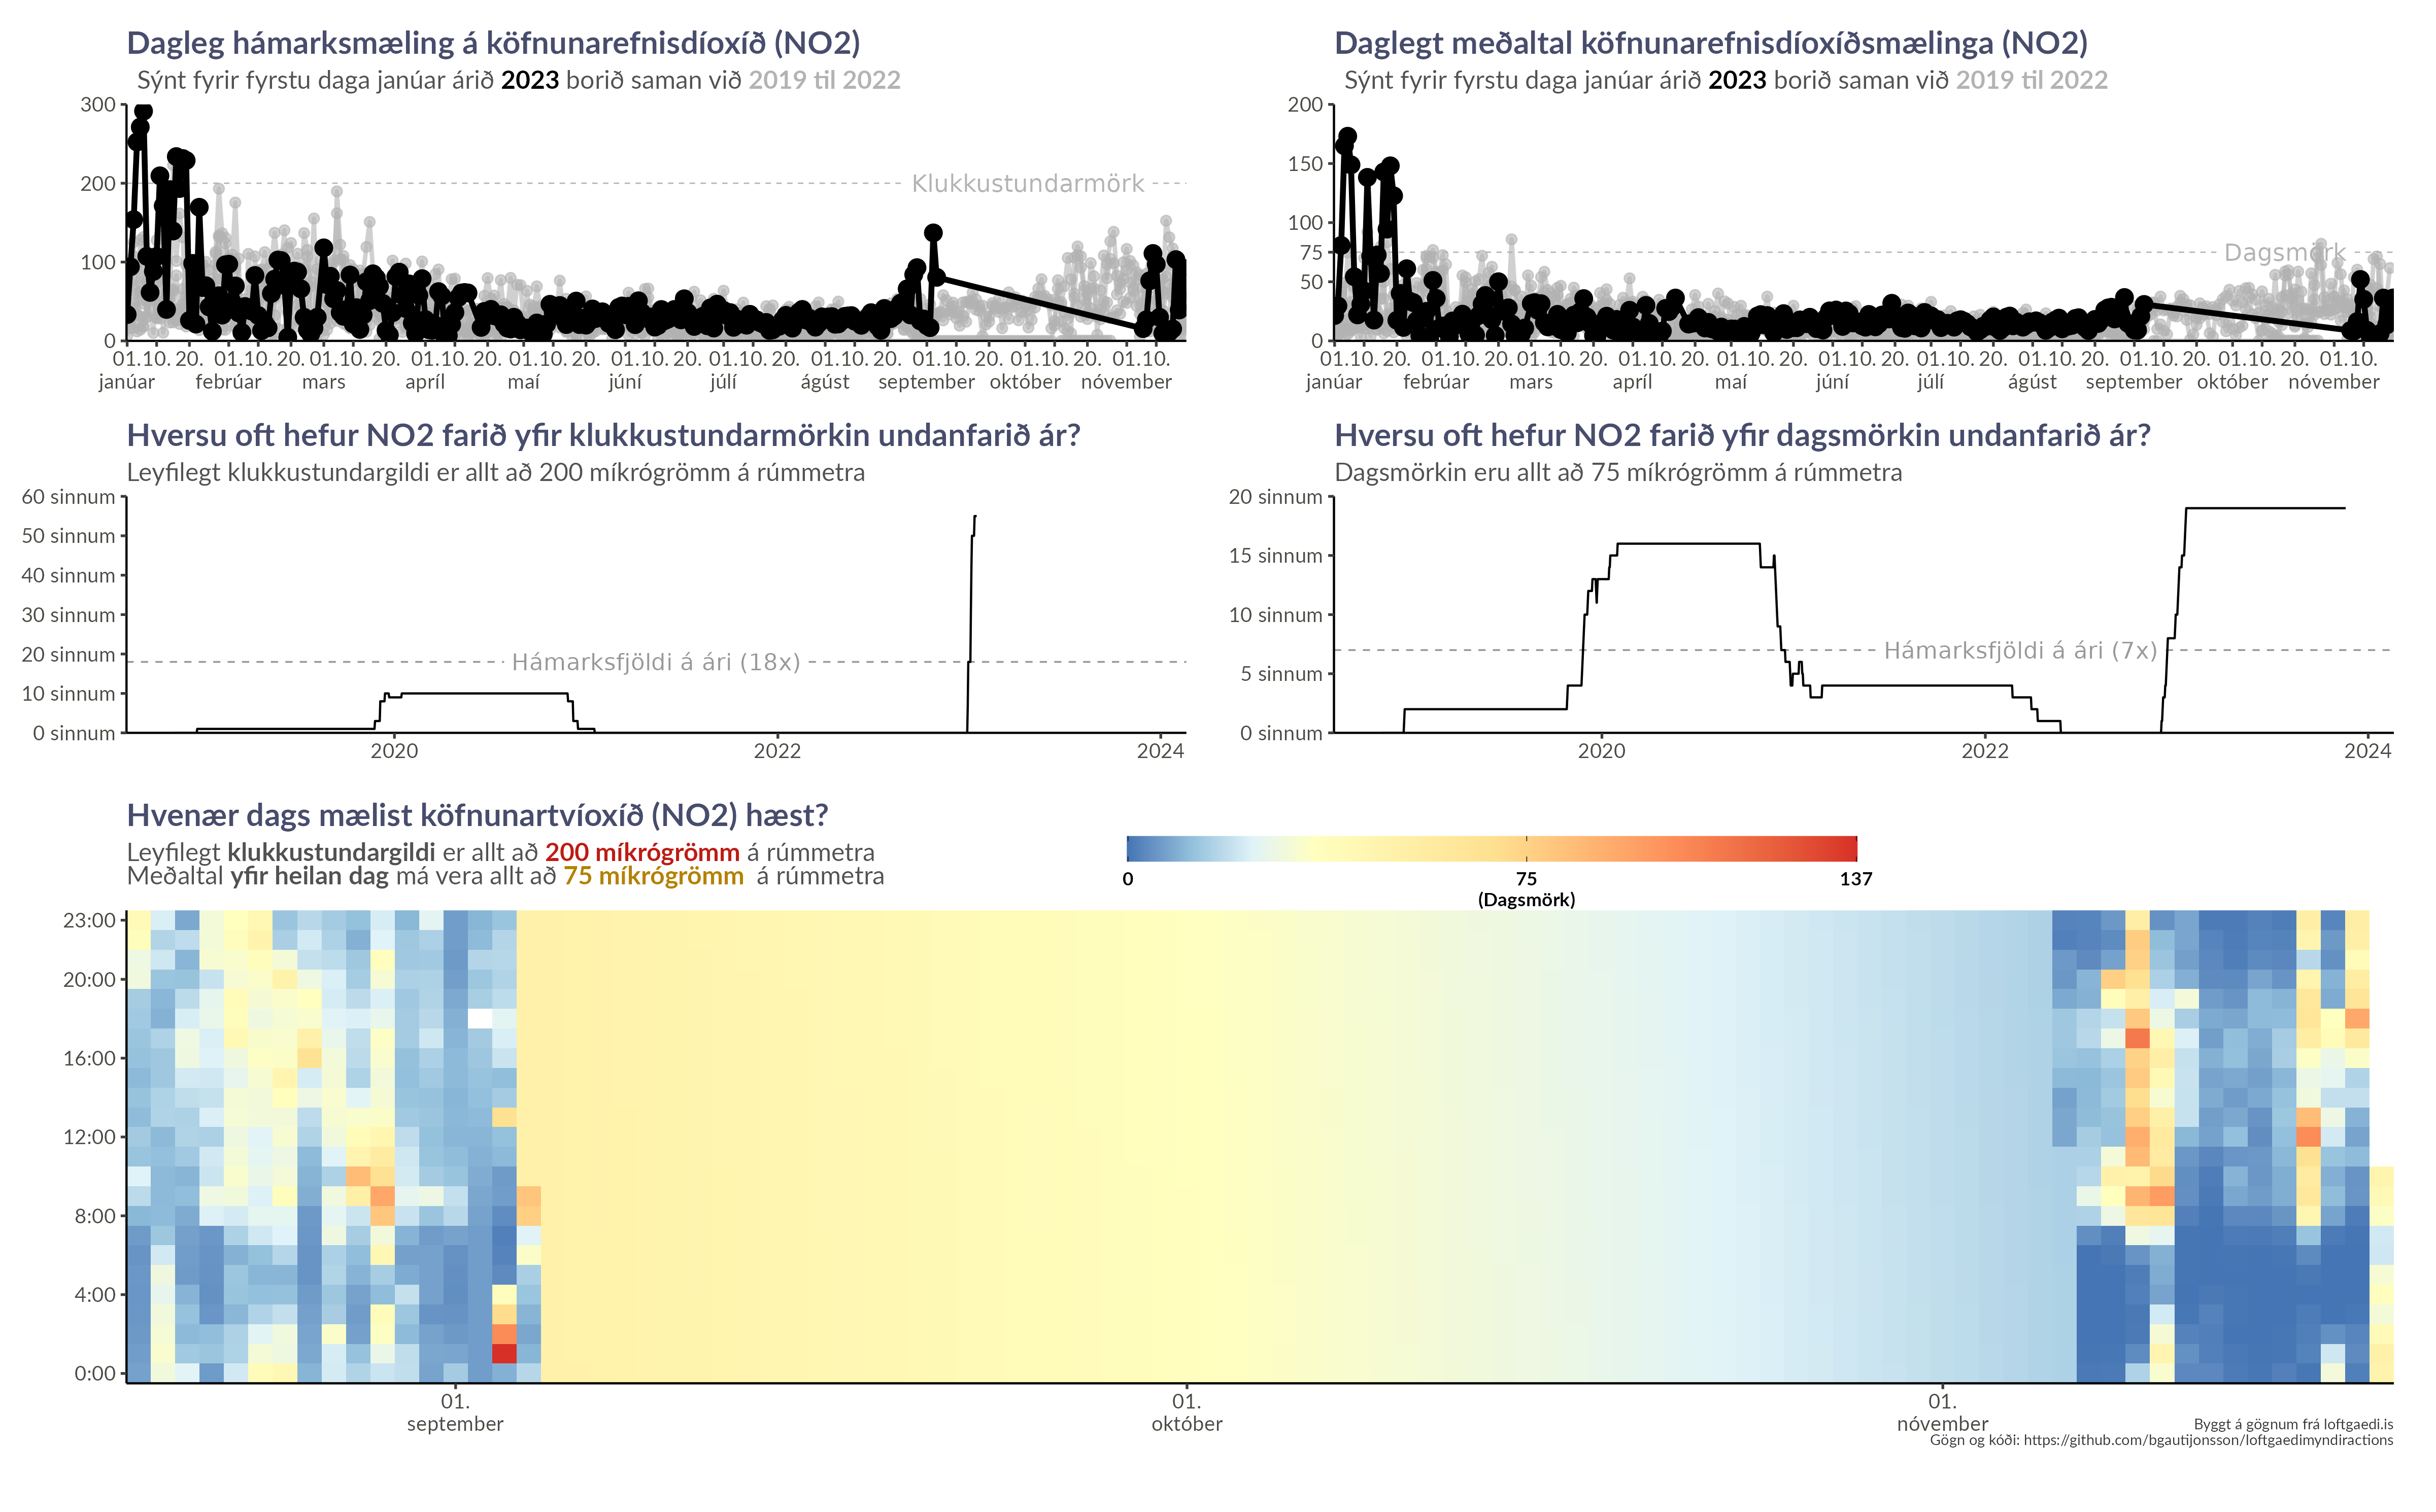 Dagleg hámarksmæling á köfnunarefnisdíoxíð (NO2)
Sýnt fyrir fyrstu daga janúar árið 2023 borið saman við 2019 til 2022
300
200
100
0
Klukkustundarmörk
01. 10. 20. 01. 10. 20. 01. 10. 20. 01. 10. 20. 01. 10. 20. 01. 10. 20. 01. 10. 20. 01. 10. 20. 01. 10. 20. 01. 10. 20. 01. 10.
janúar febrúar mars apríl maí júní júlí ágúst september október nóvember
Daglegt meðaltal köfnunarefnisdíoxíðsmælinga (NO2)
Sýnt fyrir fyrstu daga janúar árið 2023 borið saman við 2019 til 2022
200
150
100
75
50
0
Dagsmörk
01. 10. 20. 01. 10. 20. 01. 10. 20. 01. 10. 20. 01. 10. 20. 01. 10. 20. 01. 10. 20. 01. 10. 20. 01. 10. 20. 01. 10. 20. 01. 10.
janúar febrúar mars apríl maí júní júlí ágúst september október nóvember
Hversu oft hefur NO2 farið yfir klukkustundarmörkin undanfarið ár?
Leyfilegt klukkustundargildi er allt að 200 míkrógrömm á rúmmetra
60 sinnum
50 sinnum
40 sinnum
30 sinnum
20 sinnum
10 sinnum
0 sinnum
Hámarksfjöldi á ári (18x)
2020 2022 2024
Hversu oft hefur NO2 farið yfir dagsmörkin undanfarið ár?
Dagsmörkin eru allt að 75 míkrógrömm á rúmmetra
20 sinnum
15 sinnum
10 sinnum
5 sinnum
0 sinnum
Hámarksfjöldi á ári (7x)
2020 2022 2024
Hvenær dags mælist köfnunartvíoxíð (NO2) hæst?
Leyfilegt klukkustundargildi er allt að 200 míkrógrömm á rúmmetra
Meðaltal yfir heilan dag má vera allt að 75 míkrógrömm á rúmmetra
0 75 137
(Dagsmörk)
23:00
20:00
16:00
12:00
8:00
4:00
0:00
01. 01. 01.
september október nóvember
Byggt á gögnum frá loftgaedi.is
Gögn og kóði: https://github.com/bgautijonsson/loftgaedimyndiractions